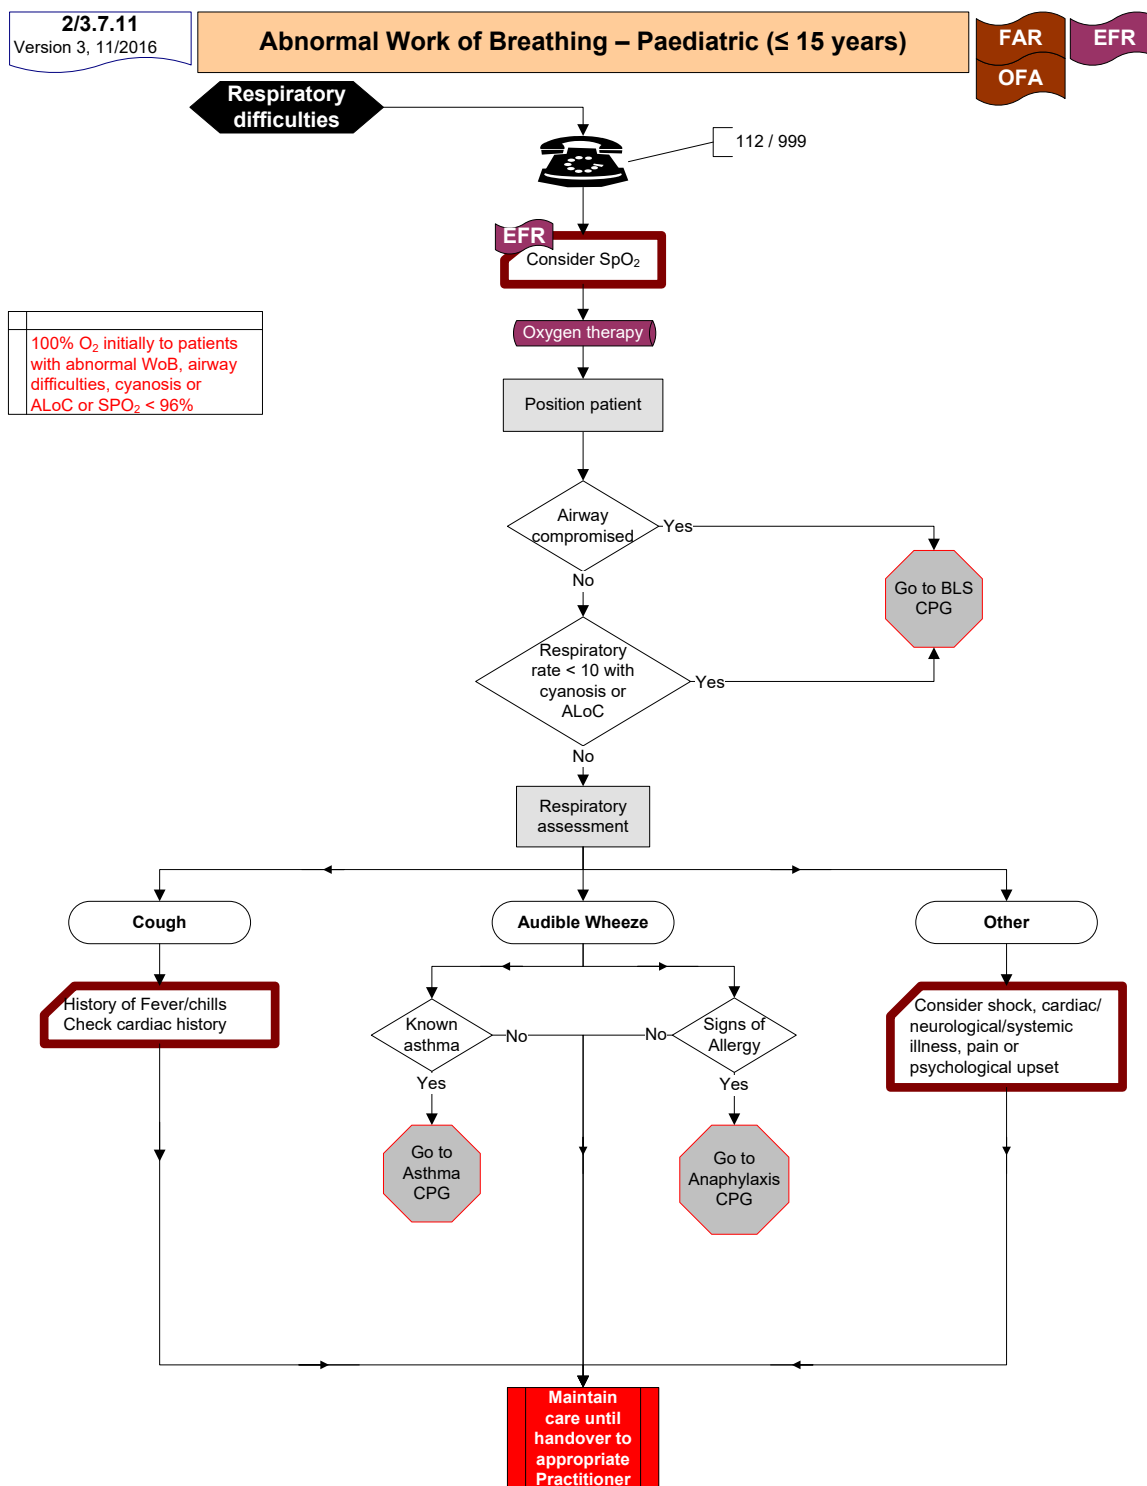 2/3.7.11
Version 3, 11/2016
Abnormal Work of Breathing – Paediatric (≤ 15 years)
FAR
OFA
EFR
Respiratory
difficulties
112 / 999
EFR
Consider SpO₂
Oxygen therapy
100% O₂ initially to patients
with abnormal WoB, airway
difficulties, cyanosis or
ALoC or SPO₂ < 96%
Position patient
Airway
compromised
Yes
No
Go to BLS
CPG
Respiratory
rate < 10 with
cyanosis or
ALoC
Yes
No
Respiratory
assessment
Cough
Audible Wheeze
Other
History of Fever/chills
Check cardiac history
Known
asthma
No
Yes
No
Signs of
Allergy
Yes
Consider shock, cardiac/
neurological/systemic
illness, pain or
psychological upset
Go to
Asthma
CPG
Go to
Anaphylaxis
CPG
Maintain
care until
handover to
appropriate
Practitioner